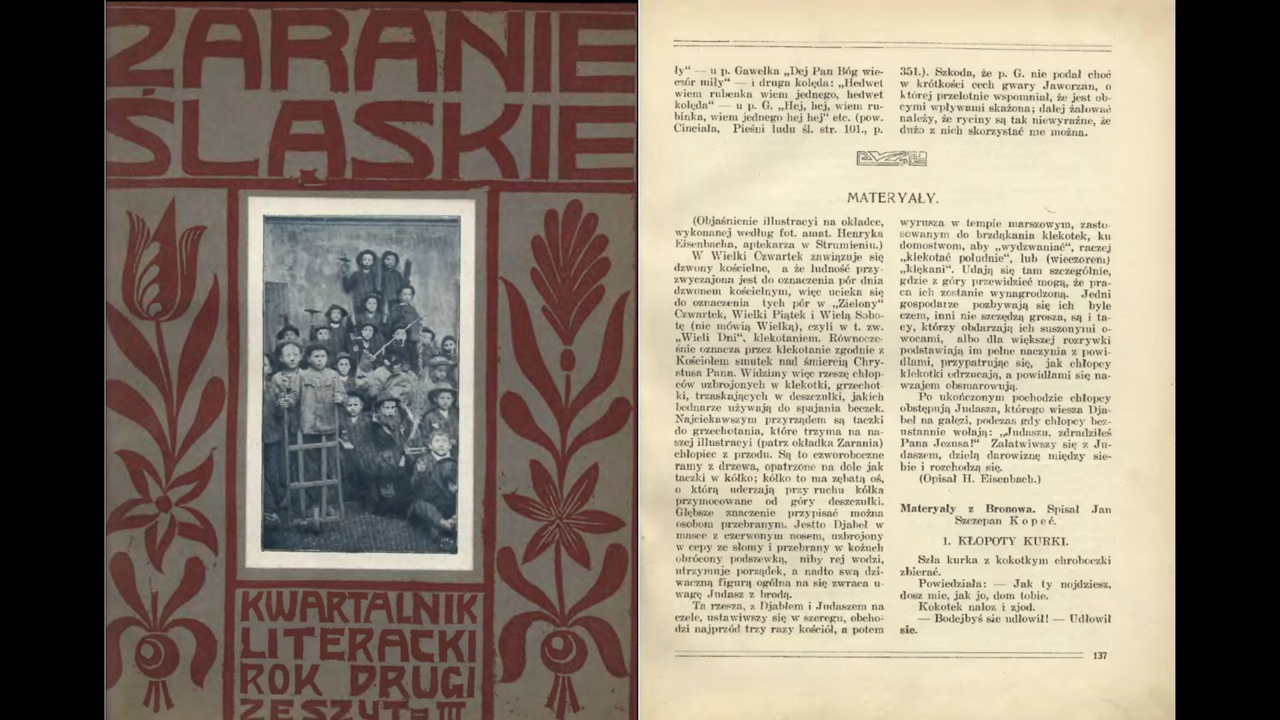 ZARANIE
ŚLĄSKIE
KWARTALNIK
LITERACKI
ROK DRUGI
ZESZYT=III
ły“ — u p. Gawełka „Dej Pan Bóg wie-
czór miły“ — i druga kolęda: „Hedwet
wiem rubenka wiem jednego, hedwet
kolęda“ — u p. G. „Hej, hej, wiem ru-
binka, wiem jednego hej hej“ etc. (pow.
Cinciała, Pieśni ludu śl. str. 101., p.
351.). Szkoda, że p. G. nie podał choć
w krótkości cech gwary Jaworzan, o
której przelotnie wspomniał, że jest ob-
cymi wpływami skażona; dalej żałować
należy, że ryciny są tak niewyraźne, że
dużo z nich skorzystać nie można.
MATERYAŁY.
(Objaśnienie illustracyi na okładce,
wykonanej według fot. amat. Henryka
Eisenbacha, aptekarza w Strumieniu.)
W Wielki Czwartek zawiązuje się
dzwony kościelne, a że ludność przy-
zwyczajona jest do oznaczenia pór dnia
dzwonem kościelnym, więc ucieka się
do oznaczenia tych pór w „Zielony“
Czwartek, Wielki Piątek i Wielą Sobo-
tę (nie mówią Wielką), czyli w t. zw.
„Wieli Dni“, klekotaniem. Równocze-
śnie oznacza przez klekotanie zgodnie z
Kościołem smutek nad śmiercią Chry-
stusa Pana. Widzimy więc rzeszę chłop-
ców uzbrojonych w klekotki, grzechot-
ki, trzaskających w deszczułki, jakich
bednarze używają do spajania beczek.
Najciekawszym przyrządem są taczki
do grzechotania, które trzyma na na-
szej illustracyi (patrz okładka Zarania)
chłopiec z przodu. Są to czworoboczne
ramy z drzewa, opatrzone na dole jak
taczki w kółko; kółko to ma zębatą oś,
o którą uderzają przy ruchu kółka
przymocowane od góry deszczułki.
Głębsze znaczenie przypisać można
osobom przebranym. Jestto Djabeł w
masce z czerwonym nosem, uzbrojony
w cepy ze słomy i przebrany w kożuch
obrócony podszewką, niby rej wodzi,
utrzymuje porządek, a nadto swą dzi-
waczną figurą ogólna na się zwraca u-
wagę Judasz z brodą.
Ta rzesza, z Djabłem i Judaszem na
czele, ustawiwszy się w szeregu, obcho-
dzi najprzód trzy razy kościół, a potem
wyrusza w tempie marszowym, zasto-
sowanym do brzdąkania klekotek, ku
domostwom, aby „wydzwaniać“, raczej
„klekotać południe“, lub (wieczorem)
„klękani“. Udają się tam szczególnie,
gdzie z góry przewidzieć mogą, że pra-
ca ich zostanie wynagrodzoną. Jedni
gospodarze pozbywają się ich byle
czem, inni nie szczędzą grosza, są i ta-
cy, którzy obdarzają ich suszonymi o-
wocami, albo dla większej rozrywki
podstawiają im pełne naczynia z powi-
dłami, przypatrując się, jak chłopcy
klekotki odrzucają, a powidłami się na-
wzajem obsmarowują.
Po ukończonym pochodzie chłopcy
obstępują Judasza, którego wiesza Dja-
beł na gałęzi, podczas gdy chłopcy bez-
ustannie wołają: „Judaszu, zdradziłeś
Pana Jezusa!“ Załatwiwszy się z Ju-
daszem, dzielą darowiznę między sie-
bie i rozchodzą się.
(Opisał H. Eisenbach.)
Materyały z Bronowa. Spisał Jan
Szczepan Kopeć.
1. KŁOPOTY KURKI.
Szła kurka z kokotkym chroboczki
zbierać.
Powiedziała: — Jak ty nojdziesz,
dosz mie, jak jo, dom tobie.
Kokotek naloz i zjod.
— Bodejbyś sie udłowił! — Udłowił
sie.
137